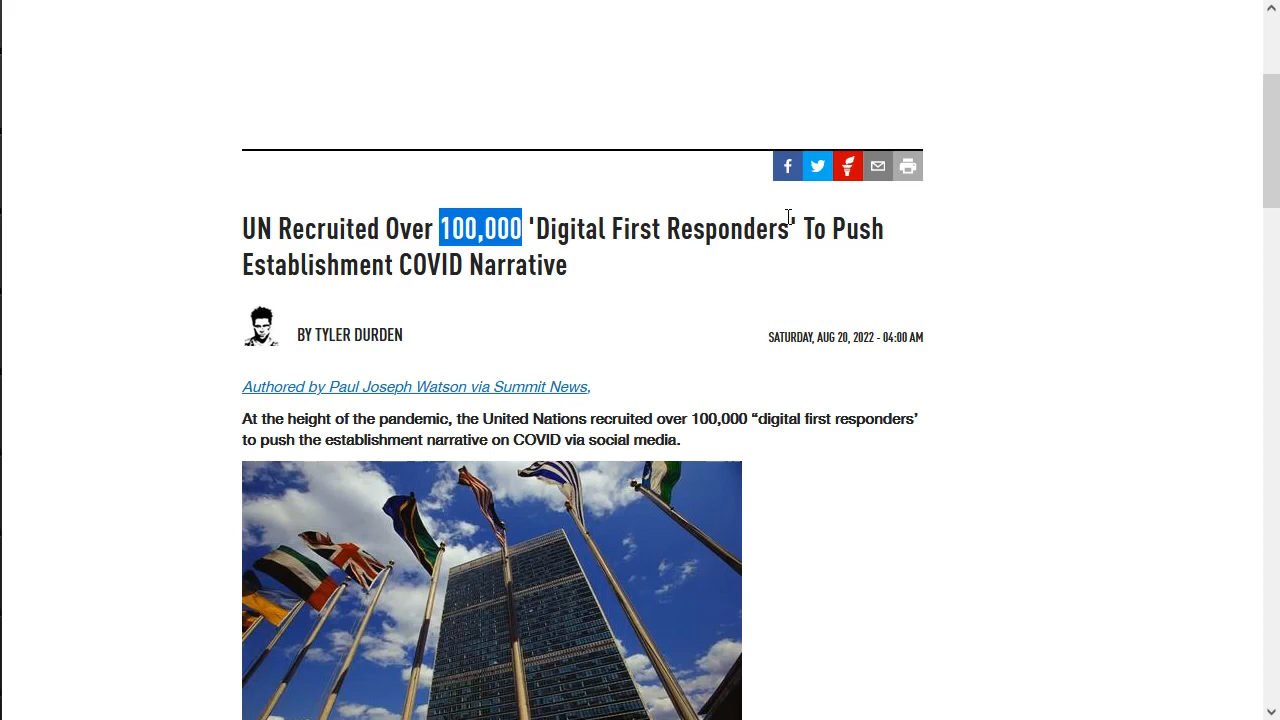 UN Recruited Over 100,000 'Digital First Responders' To Push
Establishment COVID Narrative
BY TYLER DURDEN
SATURDAY, AUG 20, 2022 - 04:00 AM
Authored by Paul Joseph Watson via Summit News,
At the height of the pandemic, the United Nations recruited over 100,000 “digital first responders’
to push the establishment narrative on COVID via social media.